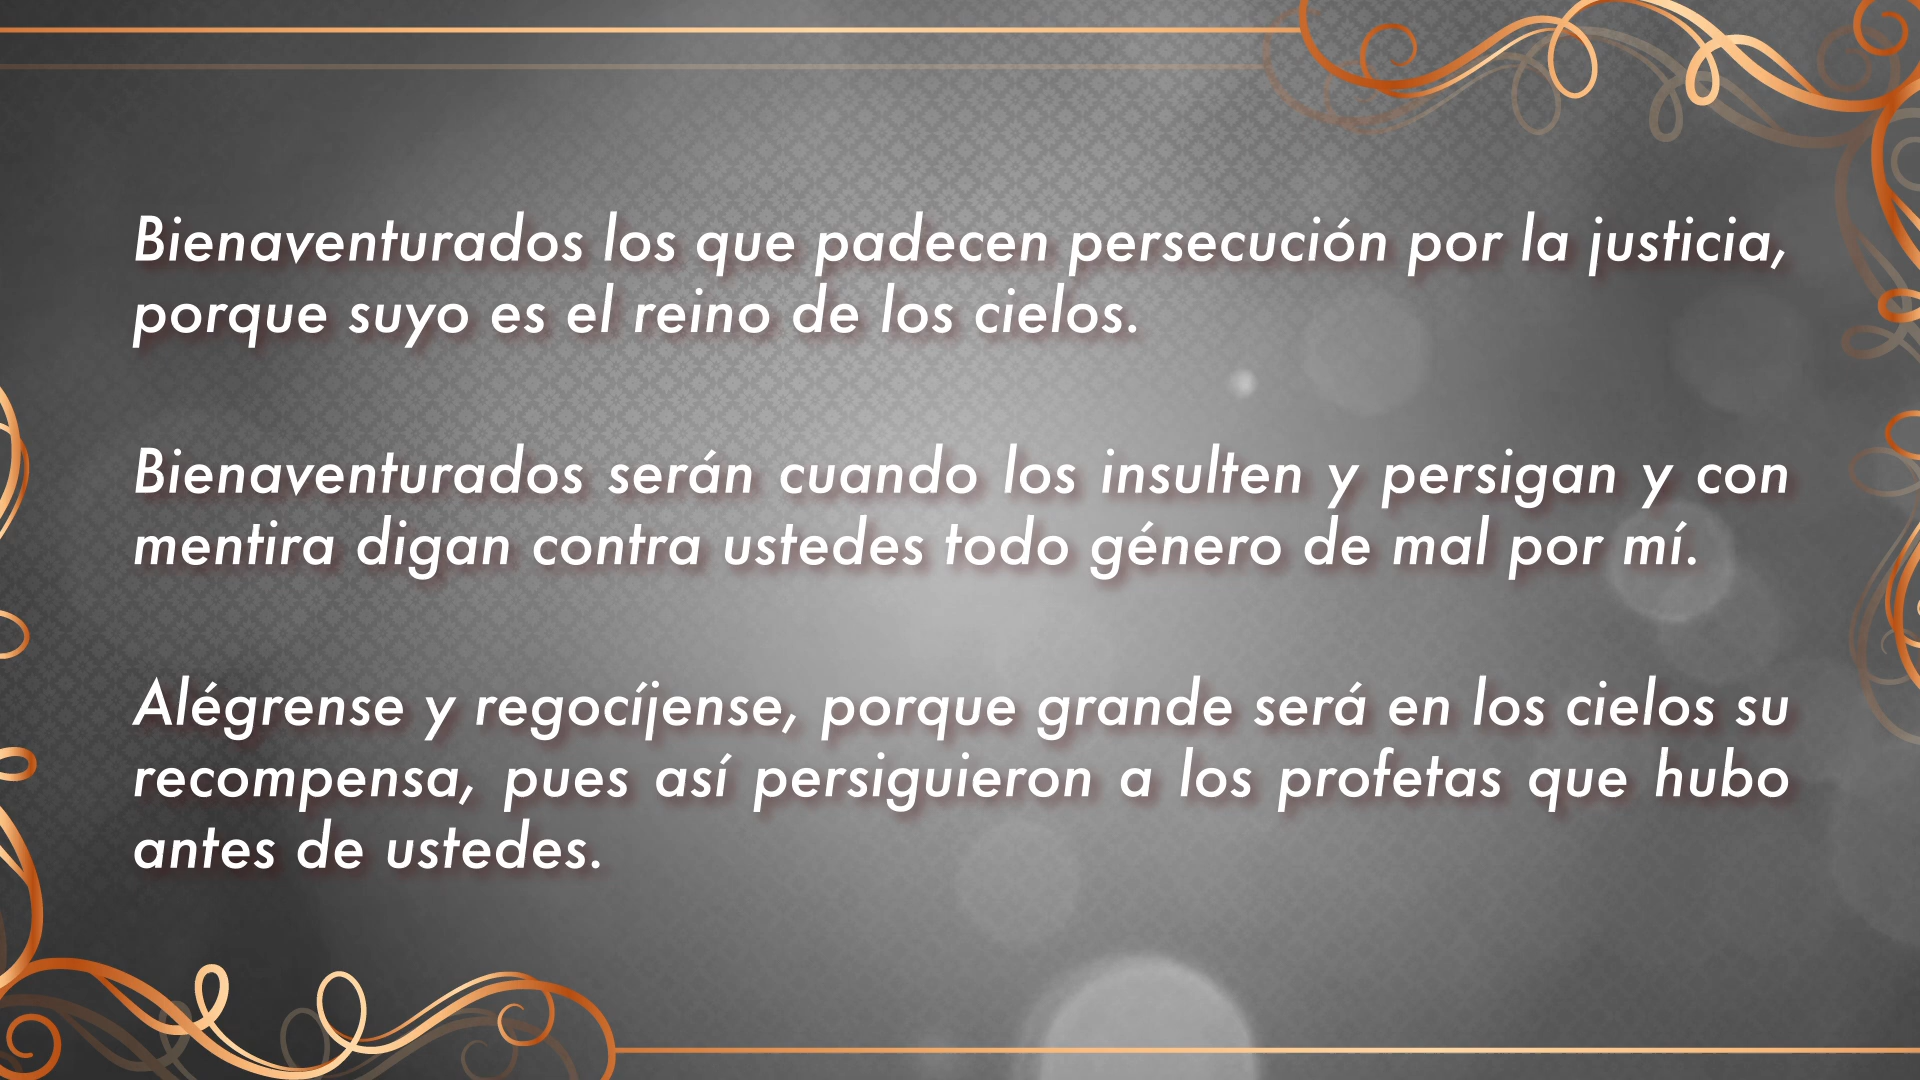 Bienaventurados los que padecen persecución por la justicia,
porque suyo es el reino de los cielos.
Bienaventurados serán cuando los insulten y persigan y con
mentira digan contra ustedes todo género de mal por mí.
Alégrense y regocíjense, porque grande será en los cielos su
recompensa, pues así persiguieron a los profetas que hubo
antes de ustedes.